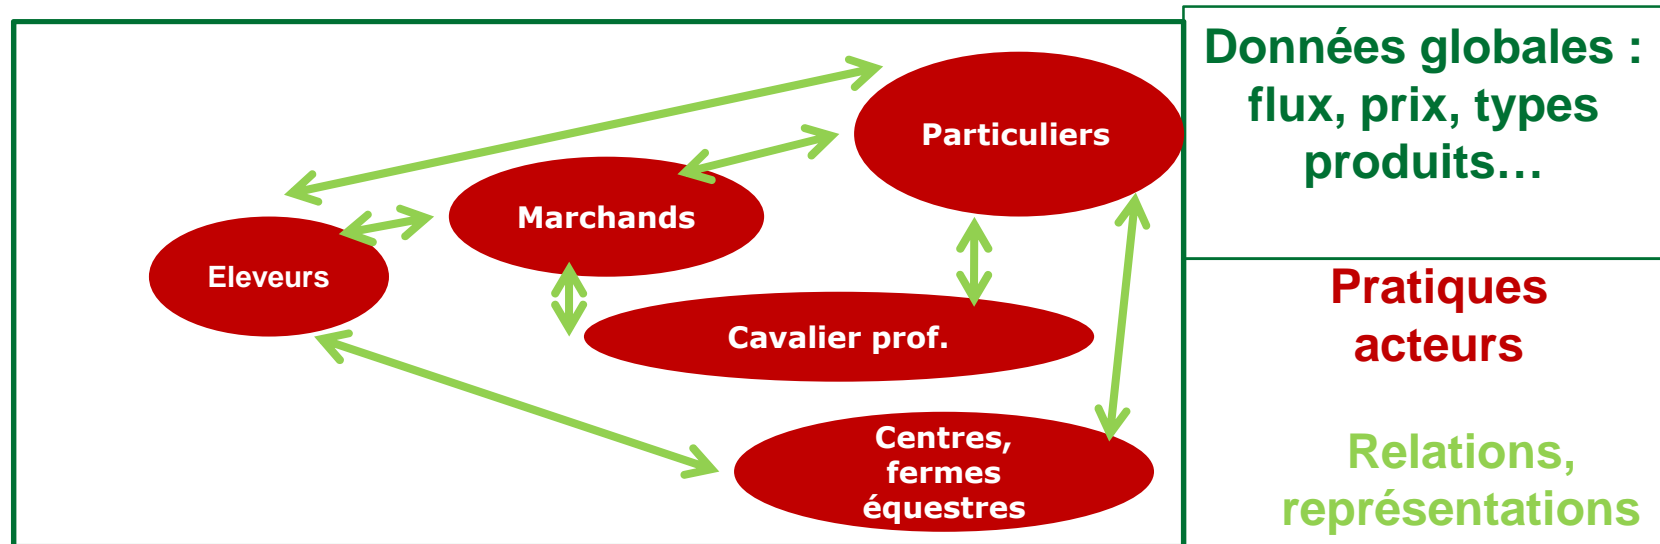 Données globales :
flux, prix, types
produits…
Particuliers
Marchands
Eleveurs
Cavalier prof.
Centres,
fermes
équestres
Pratiques
acteurs
Relations,
représentations